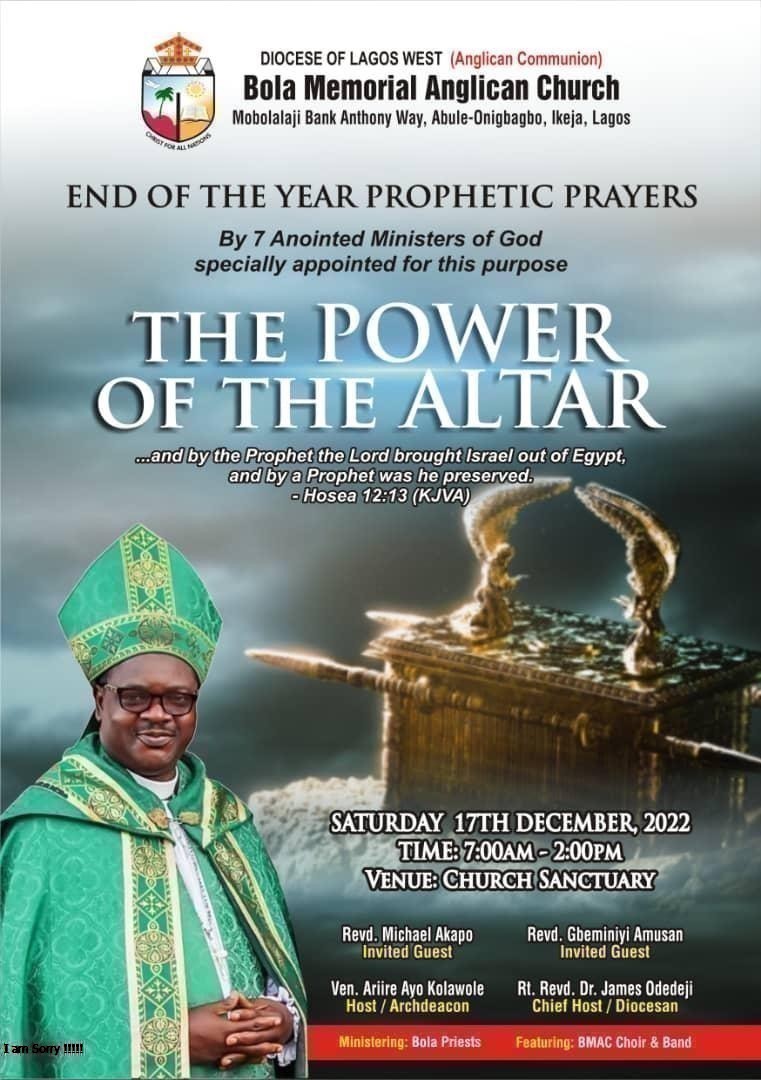 DIOCESE OF LAGOS WEST (Anglican Communion)
Bola Memorial Anglican Church
Mobolalaji Bank Anthony Way, Abule-Onigbagbo, Ikeja, Lagos
CHRIST FOR ALL NATIONS
END OF THE YEAR PROPHETIC PRAYERS
By 7 Anointed Ministers of God
specially appointed for this purpose
THE POWER
OF THE ALTAR
...and by the Prophet the Lord brought Israel out of Egypt,
and by a Prophet was he preserved.
- Hosea 12:13 (KJVA)
SATURDAY 17TH DECEMBER, 2022
TIME: 7:00AM - 2:00PM
VENUE: CHURCH SANCTUARY
Revd. Michael Akapo
Invited Guest
Revd. Gbeminiyi Amusan
Invited Guest
Ven. Ariire Ayo Kolawole
Host / Archdeacon
Rt. Revd. Dr. James Odedeji
Chief Host / Diocesan
Ministering: Bola Priests
Featuring: BMAC Choir & Band
I am Sorry !!!!!